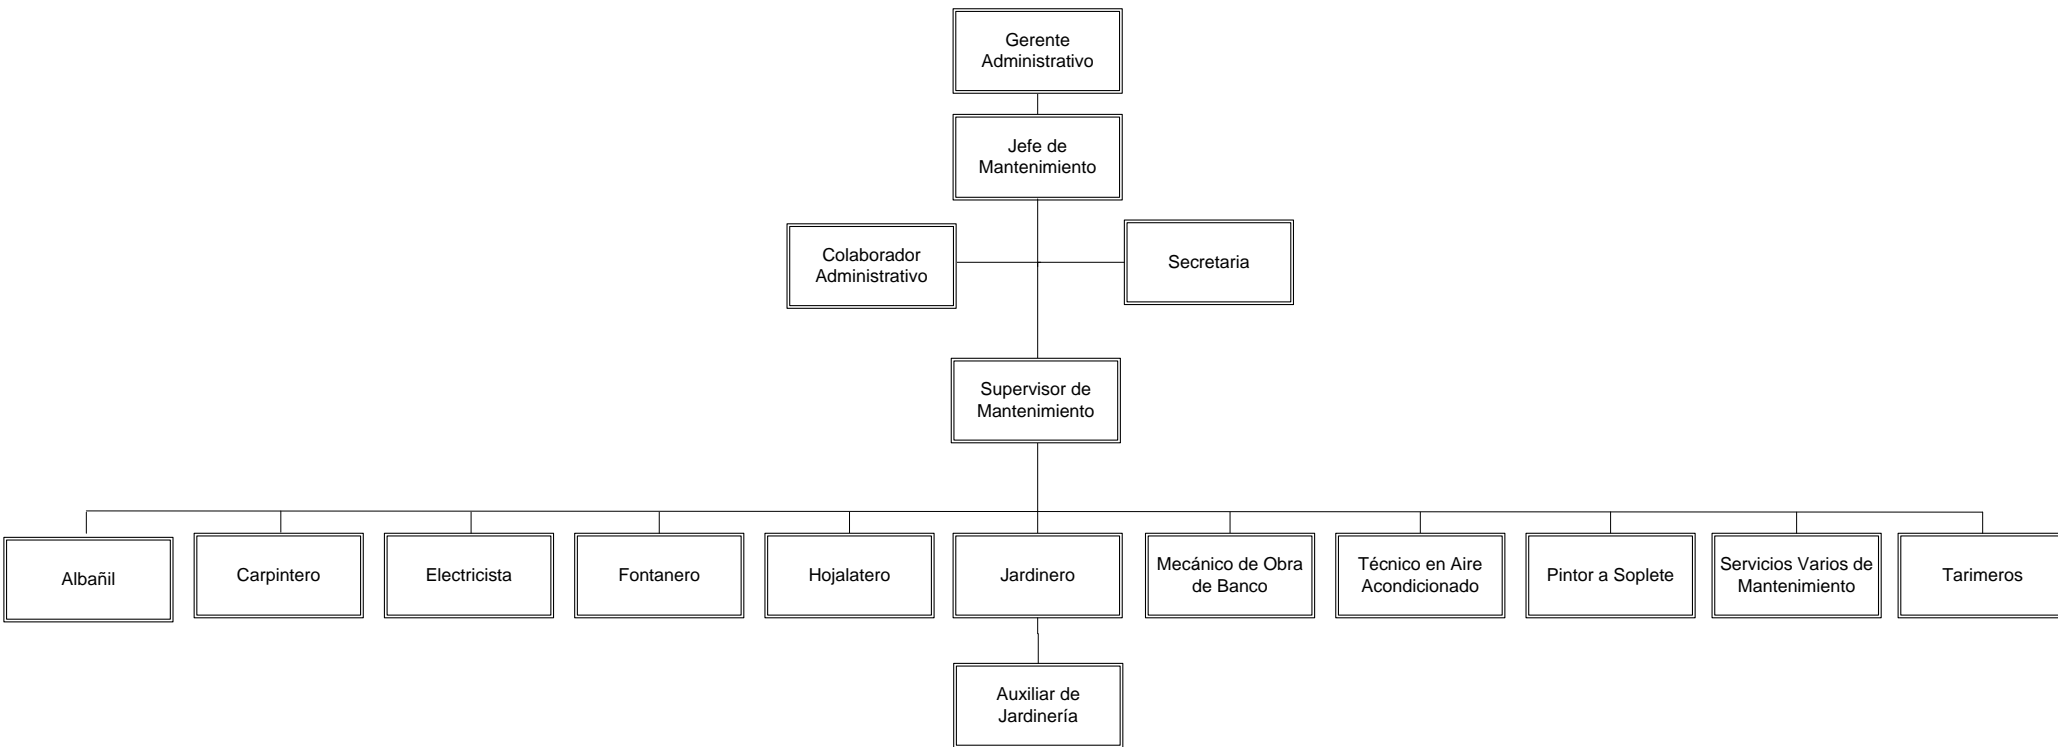 Gerente
Administrativo
Jefe de
Mantenimiento
Colaborador
Administrativo
Secretaria
Supervisor de
Mantenimiento
Albañil
Carpintero
Electricista
Fontanero
Hojalatero
Jardinero
Mecánico de Obra
de Banco
Técnico en Aire
Acondicionado
Pintor a Soplete
Servicios Varios de
Mantenimiento
Tarimeros
Auxiliar de
Jardinería